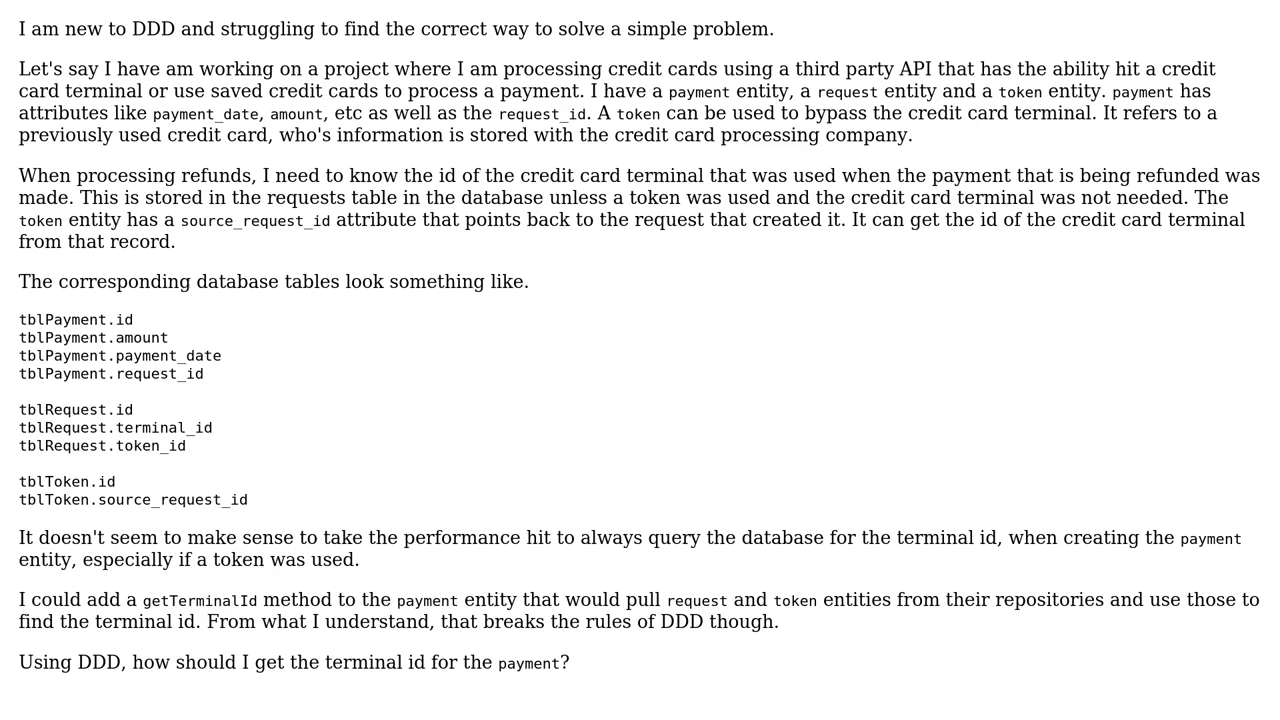 I am new to DDD and struggling to find the correct way to solve a simple problem.
Let's say I have am working on a project where I am processing credit cards using a third party API that has the ability hit a credit
card terminal or use saved credit cards to process a payment. I have a payment entity, a request entity and a token entity. payment has
attributes like payment_date, amount, etc as well as the request_id. A token can be used to bypass the credit card terminal. It refers to a
previously used credit card, who's information is stored with the credit card processing company.
When processing refunds, I need to know the id of the credit card terminal that was used when the payment that is being refunded was
made. This is stored in the requests table in the database unless a token was used and the credit card terminal was not needed. The
token entity has a source_request_id attribute that points back to the request that created it. It can get the id of the credit card terminal
from that record.
The corresponding database tables look something like.
tblPayment.id
tblPayment.amount
tblPayment.payment_date
tblPayment.request_id
tblRequest.id
tblRequest.terminal_id
tblRequest.token_id
tblToken.id
tblToken.source_request_id
It doesn't seem to make sense to take the performance hit to always query the database for the terminal id, when creating the payment
entity, especially if a token was used.
I could add a getTerminalId method to the payment entity that would pull request and token entities from their repositories and use those to
find the terminal id. From what I understand, that breaks the rules of DDD though.
Using DDD, how should I get the terminal id for the payment?